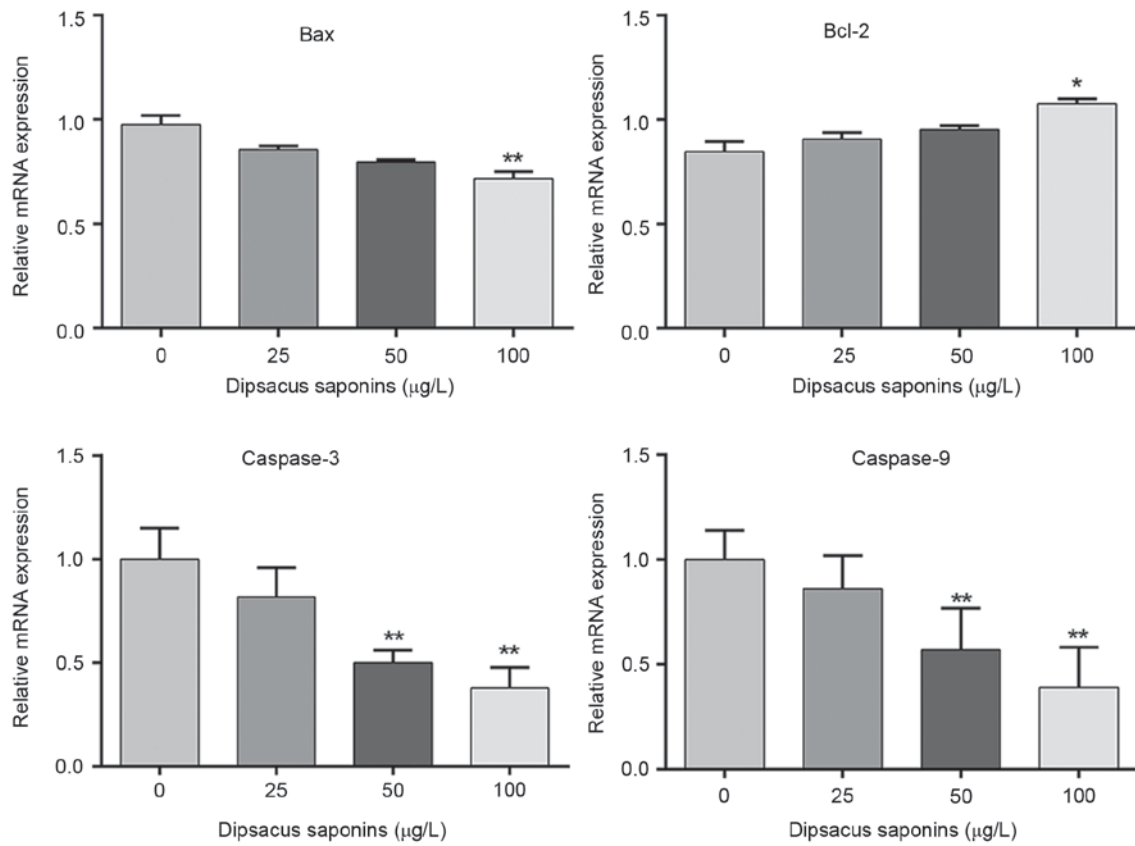 Bax
Relative mRNA expression
1.5
1.0
0.5
0.0
**
0 25 50 100
Dipsacus saponins (μg/L)
Bcl-2
Relative mRNA expression
1.5
1.0
0.5
0.0
*
0 25 50 100
Dipsacus saponins (μg/L)
Caspase-3
Relative mRNA expression
1.5
1.0
0.5
0.0
** **
0 25 50 100
Dipsacus saponins (μg/L)
Caspase-9
Relative mRNA expression
1.5
1.0
0.5
0.0
** **
0 25 50 100
Dipsacus saponins (μg/L)